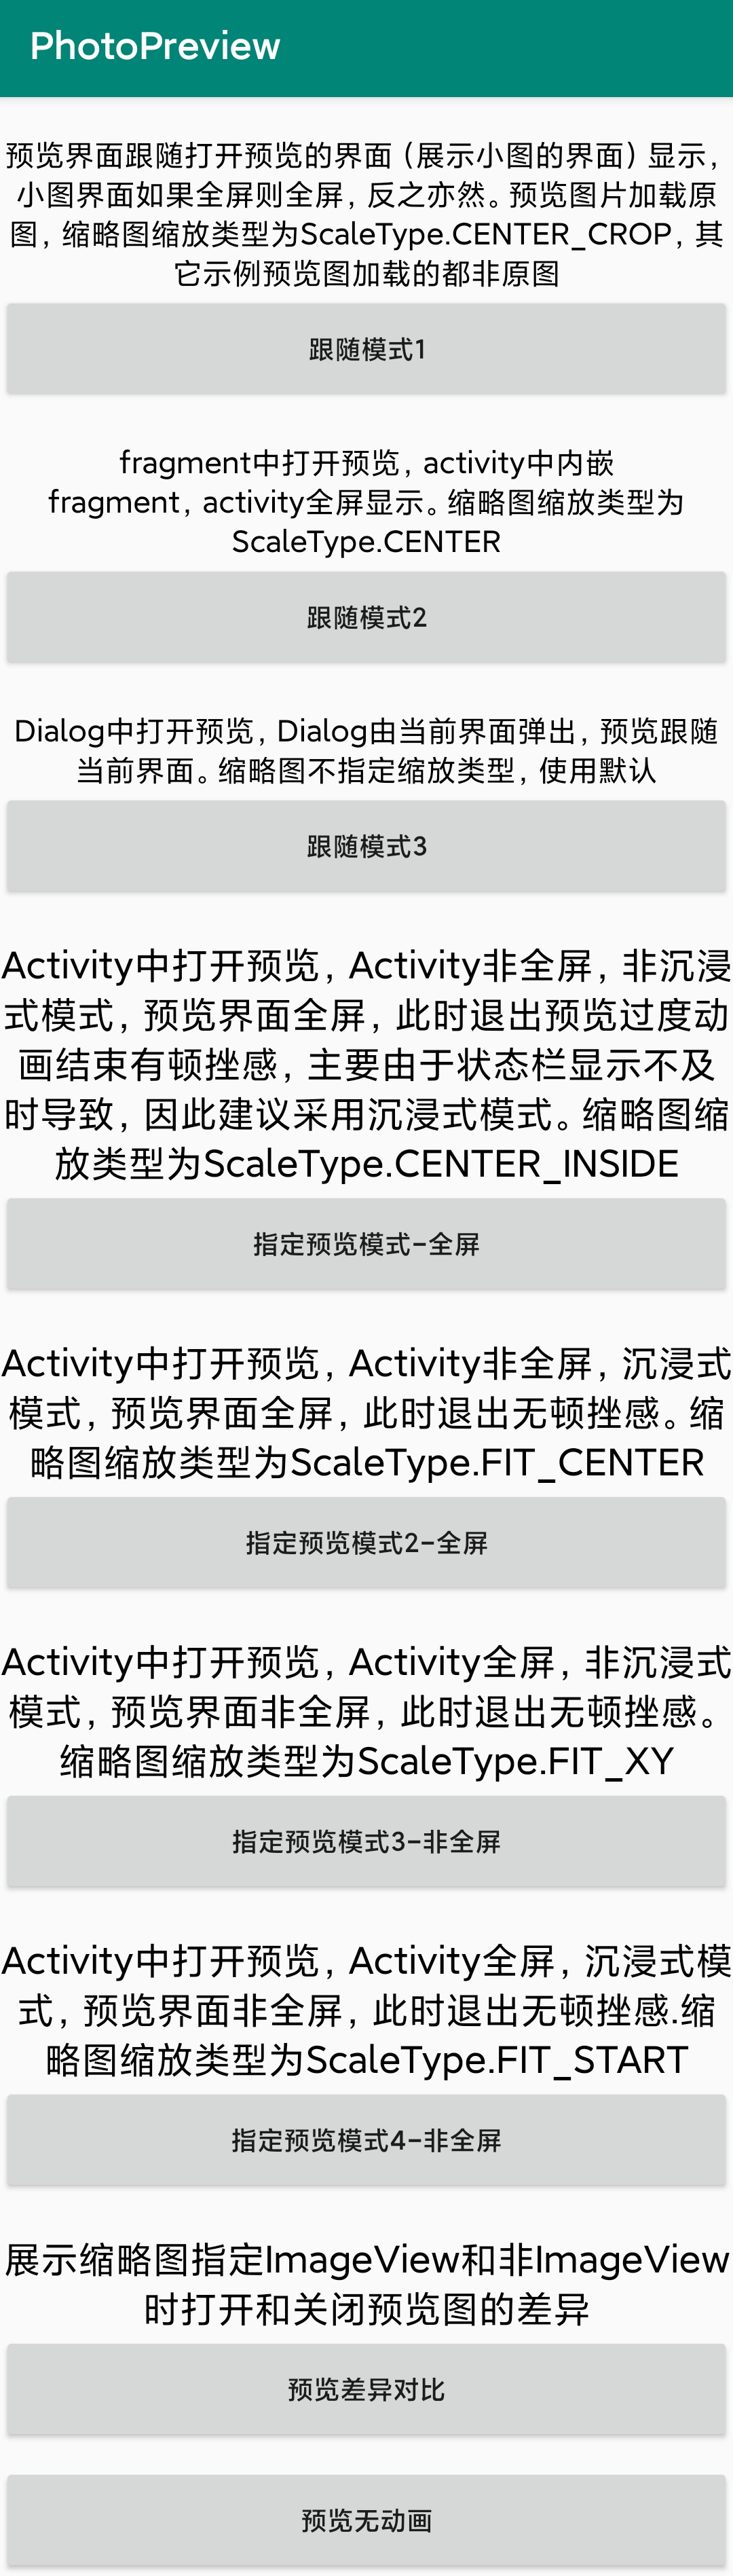 PhotoPreview
预览界面跟随打开预览的界面（展示小图的界面）显示，
小图界面如果全屏则全屏，反之亦然。预览图片加载原
图，缩略图缩放类型为ScaleType.CENTER_CROP，其
它示例预览图加载的都非原图
跟随模式1
fragment中打开预览，activity中内嵌
fragment，activity全屏显示。缩略图缩放类型为
ScaleType.CENTER
跟随模式2
Dialog中打开预览，Dialog由当前界面弹出，预览跟随
当前界面。缩略图不指定缩放类型，使用默认
跟随模式3
Activity中打开预览，Activity非全屏，非沉浸
式模式，预览界面全屏，此时退出预览过度动
画结束有顿挫感，主要由于状态栏显示不及
时导致，因此建议采用沉浸式模式。缩略图缩
放类型为ScaleType.CENTER_INSIDE
指定预览模式-全屏
Activity中打开预览，Activity非全屏，沉浸式
模式，预览界面全屏，此时退出无顿挫感。缩
略图缩放类型为ScaleType.FIT_CENTER
指定预览模式2-全屏
Activity中打开预览，Activity全屏，非沉浸式
模式，预览界面非全屏，此时退出无顿挫感。
缩略图缩放类型为ScaleType.FIT_XY
指定预览模式3-非全屏
Activity中打开预览，Activity全屏，沉浸式模
式，预览界面非全屏，此时退出无顿挫感.缩
略图缩放类型为ScaleType.FIT_START
指定预览模式4-非全屏
展示缩略图指定ImageView和非ImageView
时打开和关闭预览图的差异
预览差异对比
预览无动画